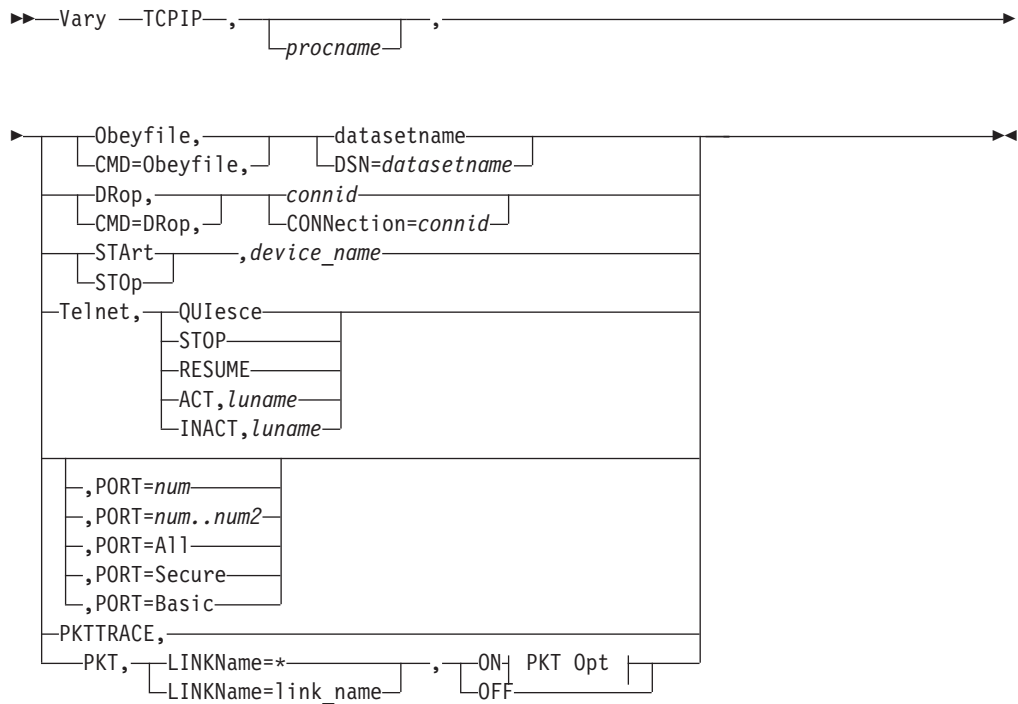 Vary TCPIP , ,
procname
Obeyfile, datasetname
CMD=Obeyfile, DSN=datasetname
DRop, connid
CMD=DRop, CONNection=connid
STArt ,device_name
STOp
Telnet, QUIesce
STOP
RESUME
ACT,luname
INACT,luname
,PORT=num
,PORT=num..num2
,PORT=All
,PORT=Secure
,PORT=Basic
PKTTRACE,
PKT, LINKName=* , ON PKT Opt
LINKName=link_name OFF